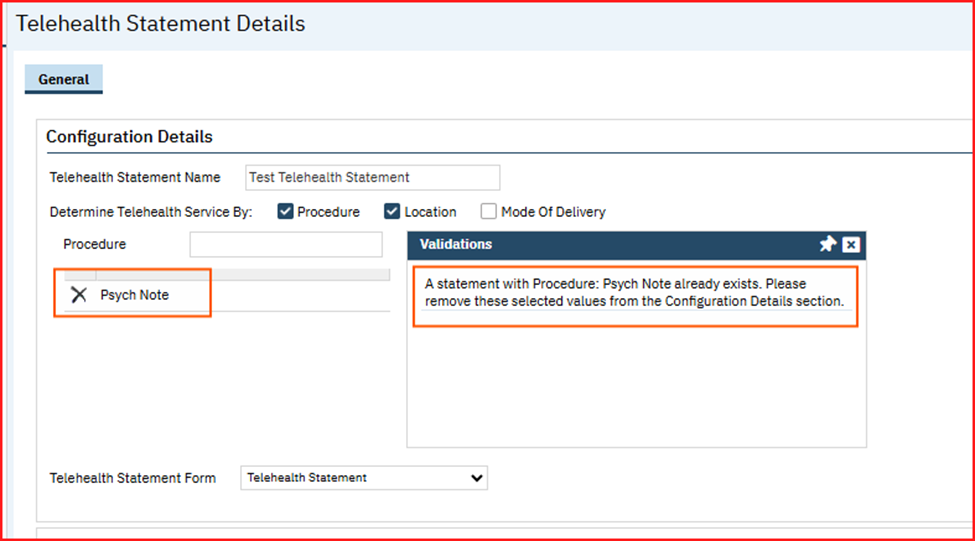 Telehealth Statement Details
General
Configuration Details
Telehealth Statement Name Test Telehealth Statement
Determine Telehealth Service By: Procedure Location Mode Of Delivery
Procedure
Validations
Psych Note
A statement with Procedure: Psych Note already exists. Please
remove these selected values from the Configuration Details section.
Telehealth Statement Form Telehealth Statement